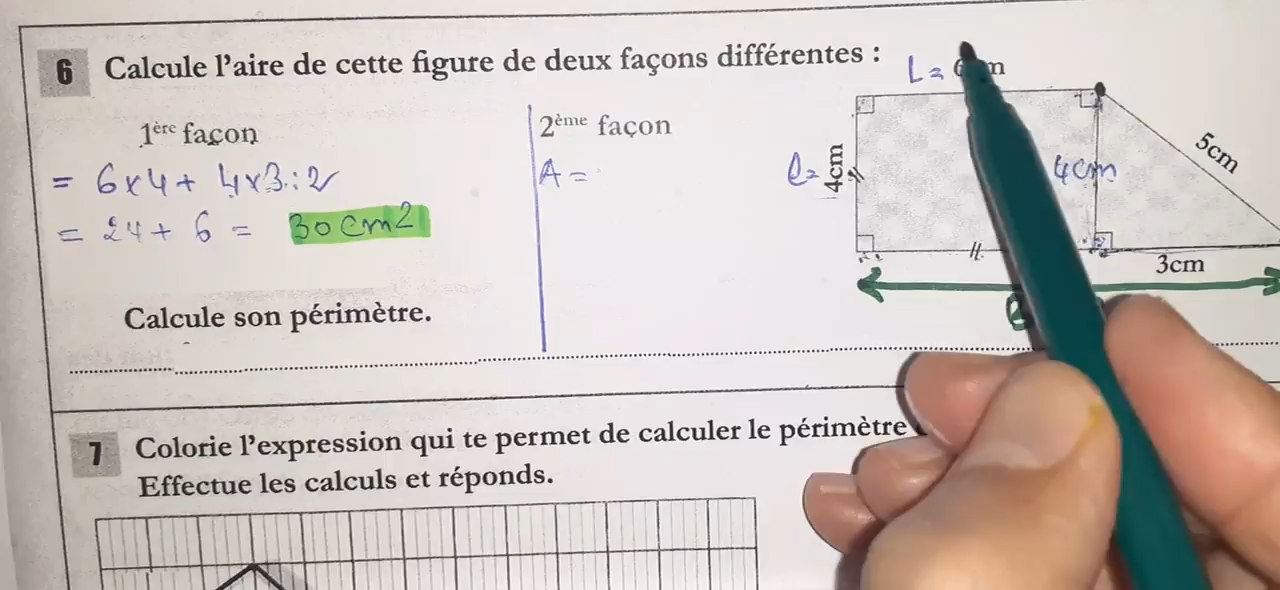 6 Calcule l'aire de cette figure de deux façons différentes :
L=
1ère façon
2ème façon
= 6x4 + 4x3:2
= 24 + 6 = 30 cm2
A =
l=
4cm
4cm
5cm
3cm
Calcule son périmètre.
7 Colorie l'expression qui te permet de calculer le périmètre
Effectue les calculs et réponds.